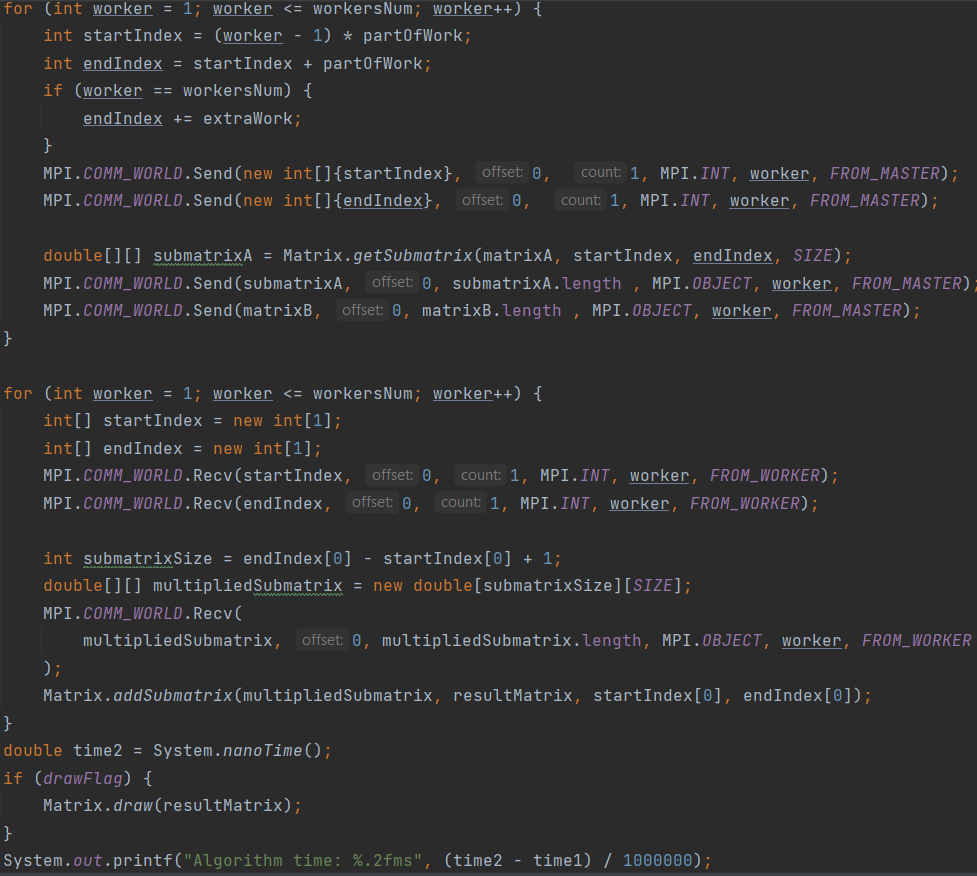 for (int worker = 1; worker <= workersNum; worker++) {
    int startIndex = (worker - 1) * partOfWork;
    int endIndex = startIndex + partOfWork;
    if (worker == workersNum) {
        endIndex += extraWork;
    }
    MPI.COMM_WORLD.Send(new int[]{startIndex}, offset: 0, count: 1, MPI.INT, worker, FROM_MASTER);
    MPI.COMM_WORLD.Send(new int[]{endIndex}, offset: 0, count: 1, MPI.INT, worker, FROM_MASTER);

    double[][] submatrixA = Matrix.getSubmatrix(matrixA, startIndex, endIndex, SIZE);
    MPI.COMM_WORLD.Send(submatrixA, offset: 0, submatrixA.length , MPI.OBJECT, worker, FROM_MASTER);
    MPI.COMM_WORLD.Send(matrixB, offset: 0, matrixB.length , MPI.OBJECT, worker, FROM_MASTER);
}

for (int worker = 1; worker <= workersNum; worker++) {
    int[] startIndex = new int[1];
    int[] endIndex = new int[1];
    MPI.COMM_WORLD.Recv(startIndex, offset: 0, count: 1, MPI.INT, worker, FROM_WORKER);
    MPI.COMM_WORLD.Recv(endIndex, offset: 0, count: 1, MPI.INT, worker, FROM_WORKER);

    int submatrixSize = endIndex[0] - startIndex[0] + 1;
    double[][] multipliedSubmatrix = new double[submatrixSize][SIZE];
    MPI.COMM_WORLD.Recv(
        multipliedSubmatrix, offset: 0, multipliedSubmatrix.length, MPI.OBJECT, worker, FROM_WORKER
    );
    Matrix.addSubmatrix(multipliedSubmatrix, resultMatrix, startIndex[0], endIndex[0]);
}
double time2 = System.nanoTime();
if (drawFlag) {
    Matrix.draw(resultMatrix);
}
System.out.printf("Algorithm time: %.2fms", (time2 - time1) / 1000000);